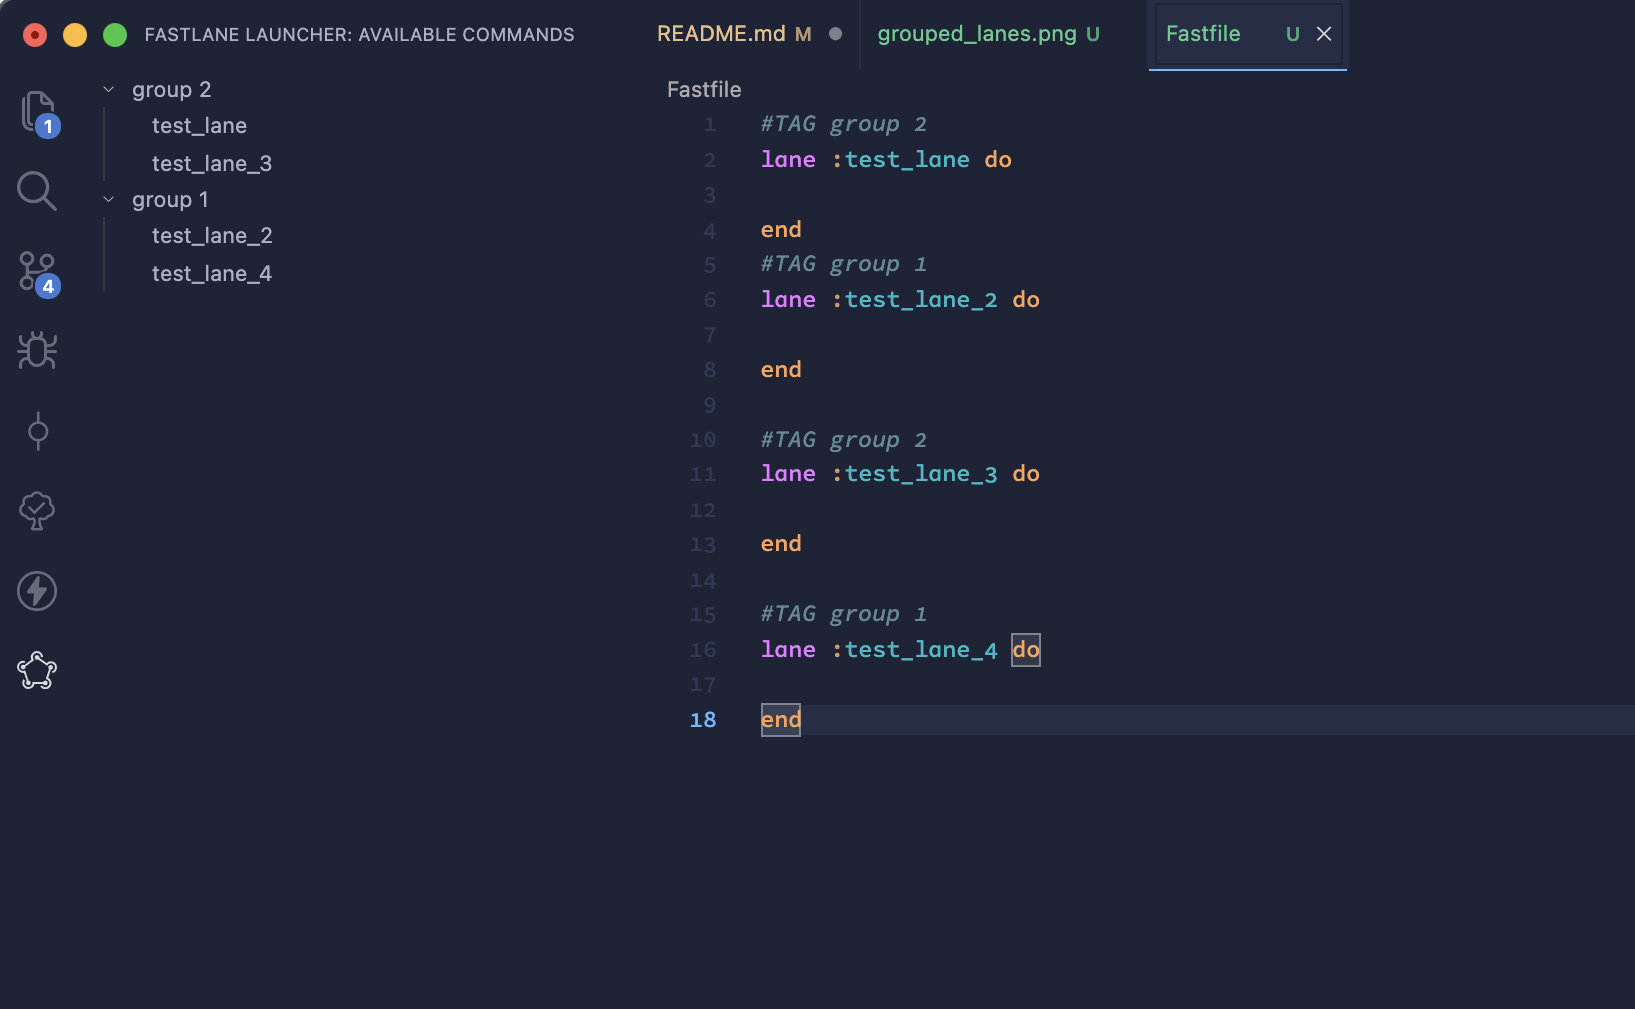 FASTLANE LAUNCHER: AVAILABLE COMMANDS
README.md M
grouped_lanes.png U
Fastfile U
1
4
group 2
test_lane
test_lane_3
group 1
test_lane_2
test_lane_4
Fastfile
1 #TAG group 2
2 lane :test_lane do
3
4 end
5 #TAG group 1
6 lane :test_lane_2 do
7
8 end
9
10 #TAG group 2
11 lane :test_lane_3 do
12
13 end
14
15 #TAG group 1
16 lane :test_lane_4 do
17
18 end